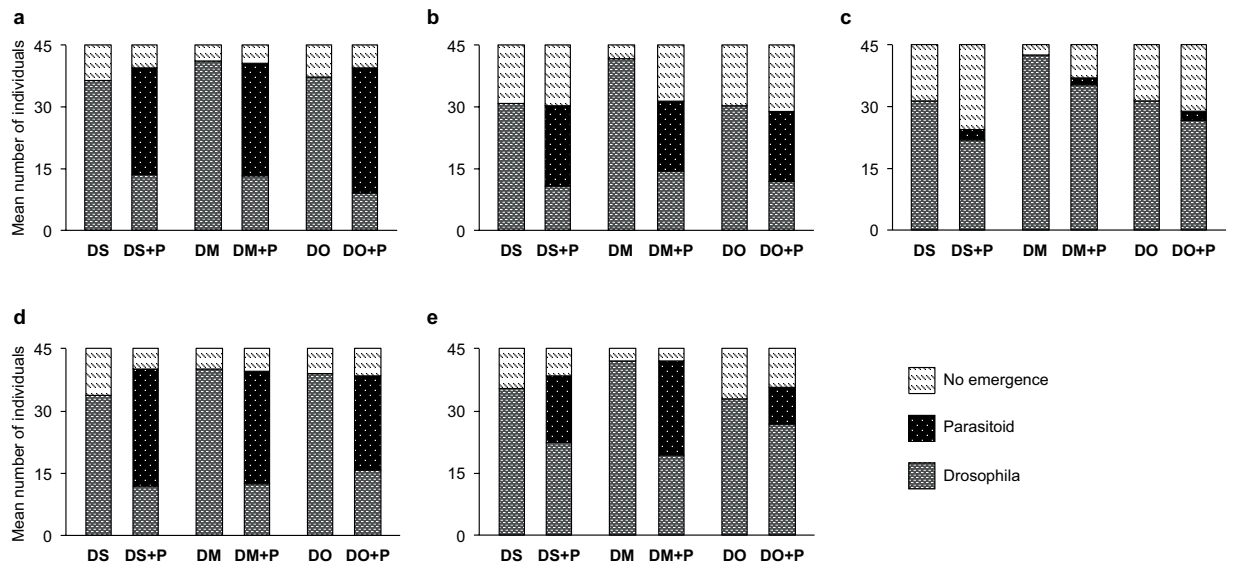 a
b
c
Mean number of individuals
45
30
15
0
DS DS+P DM DM+P DO DO+P
45
30
15
0
DS DS+P DM DM+P DO DO+P
45
30
15
0
DS DS+P DM DM+P DO DO+P
d
e
Mean number of individuals
45
30
15
0
DS DS+P DM DM+P DO DO+P
45
30
15
0
DS DS+P DM DM+P DO DO+P
No emergence
Parasitoid
Drosophila